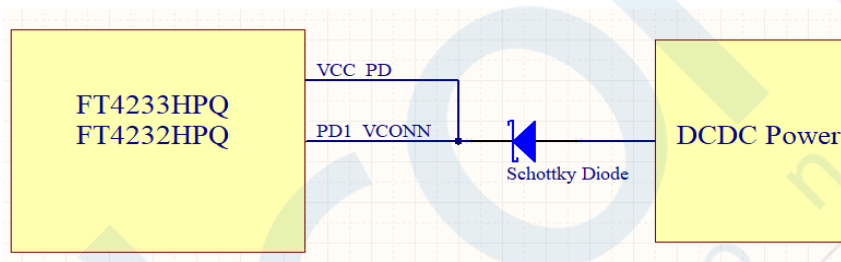 VCC_PD
FT4233HPQ
FT4232HPQ
PD1_VCONN
DCDC Power
Schottky Diode